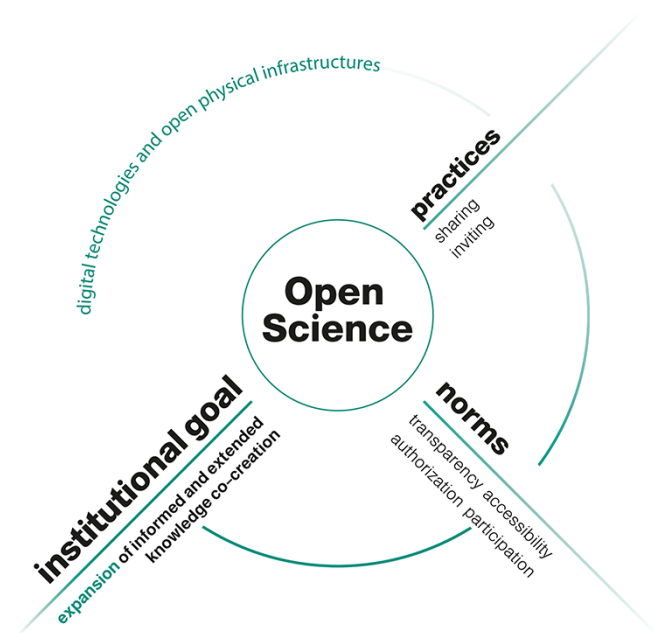 digital technologies and open physical infrastructures
practices
sharing
inviting
Open
Science
institutional goal
expansion of informed and extended
knowledge co-creation
norms
transparency accessibility
authorization participation